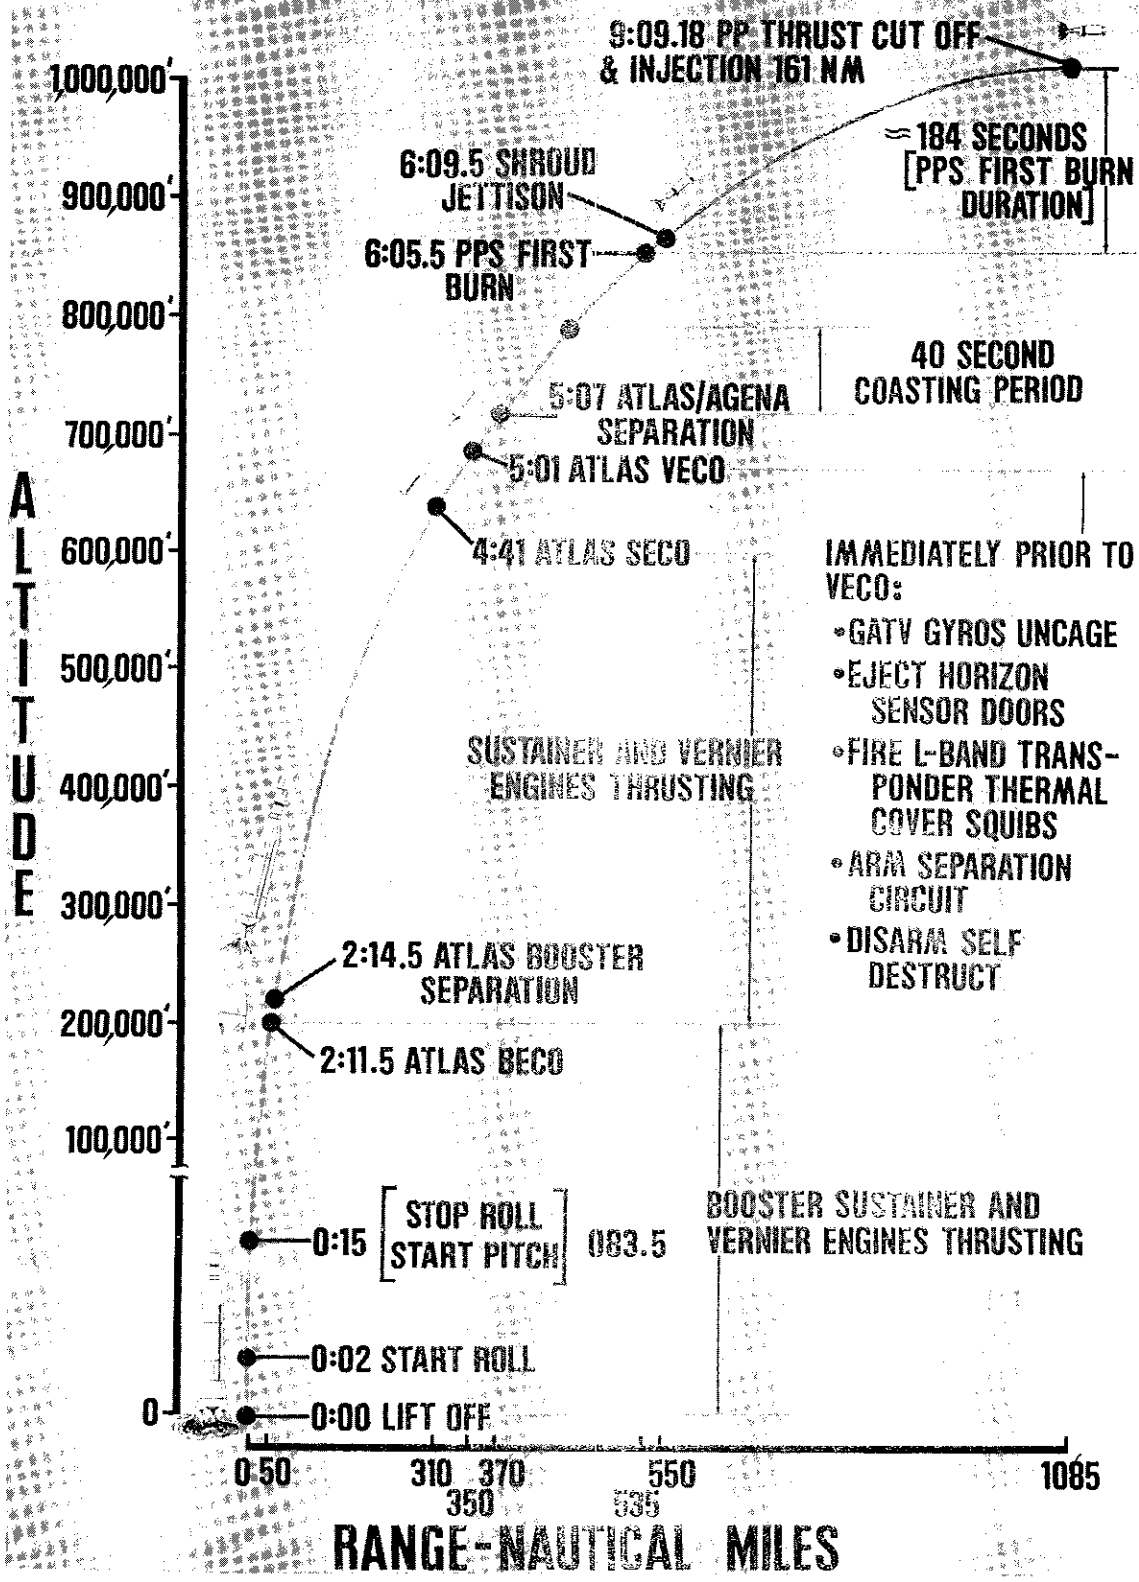 9:09.18 PP THRUST CUT OFF
& INJECTION 161 NM
1,000,000'
≈184 SECONDS
[PPS FIRST BURN
DURATION]
6:09.5 SHROUD
JETTISON
900,000'
6:05.5 PPS FIRST
BURN
800,000'
40 SECOND
COASTING PERIOD
5:07 ATLAS/AGENA
SEPARATION
700,000'
5:01 ATLAS VECO
4:41 ATLAS SECO
600,000'
ALTITUDE
IMMEDIATELY PRIOR TO
VECO:
•GATV GYROS UNCAGE
•EJECT HORIZON
SENSOR DOORS
•FIRE L-BAND TRANS-
PONDER THERMAL
COVER SQUIBS
•ARM SEPARATION
CIRCUIT
•DISARM SELF
DESTRUCT
500,000'
SUSTAINER AND VERNIER
ENGINES THRUSTING
400,000'
300,000'
2:14.5 ATLAS BOOSTER
SEPARATION
200,000'
2:11.5 ATLAS BECO
100,000'
0:15 [STOP ROLL
START PITCH] 083.5
BOOSTER SUSTAINER AND
VERNIER ENGINES THRUSTING
0:02 START ROLL
0
0:00 LIFT OFF
0 50 310 370 550 1085
350 535
RANGE-NAUTICAL MILES